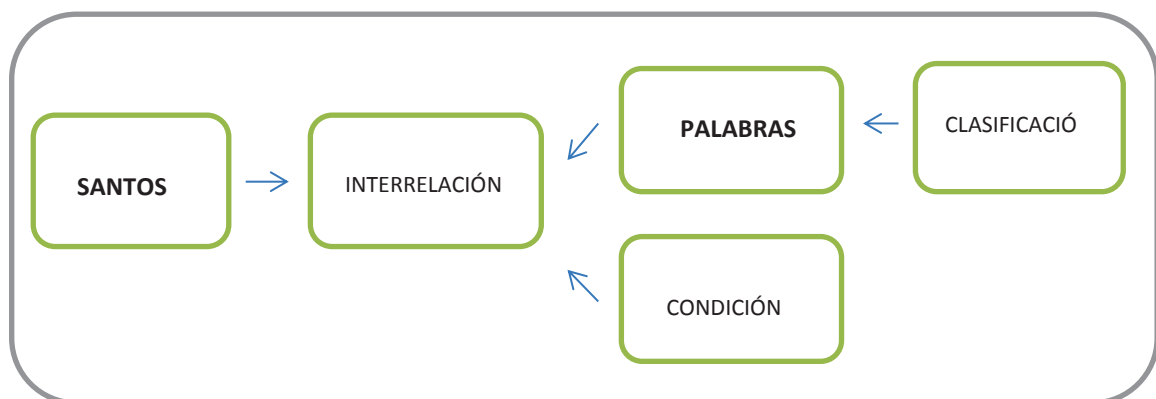 SANTOS
INTERRELACIÓN
PALABRAS
CLASIFICACIÓ
CONDICIÓN